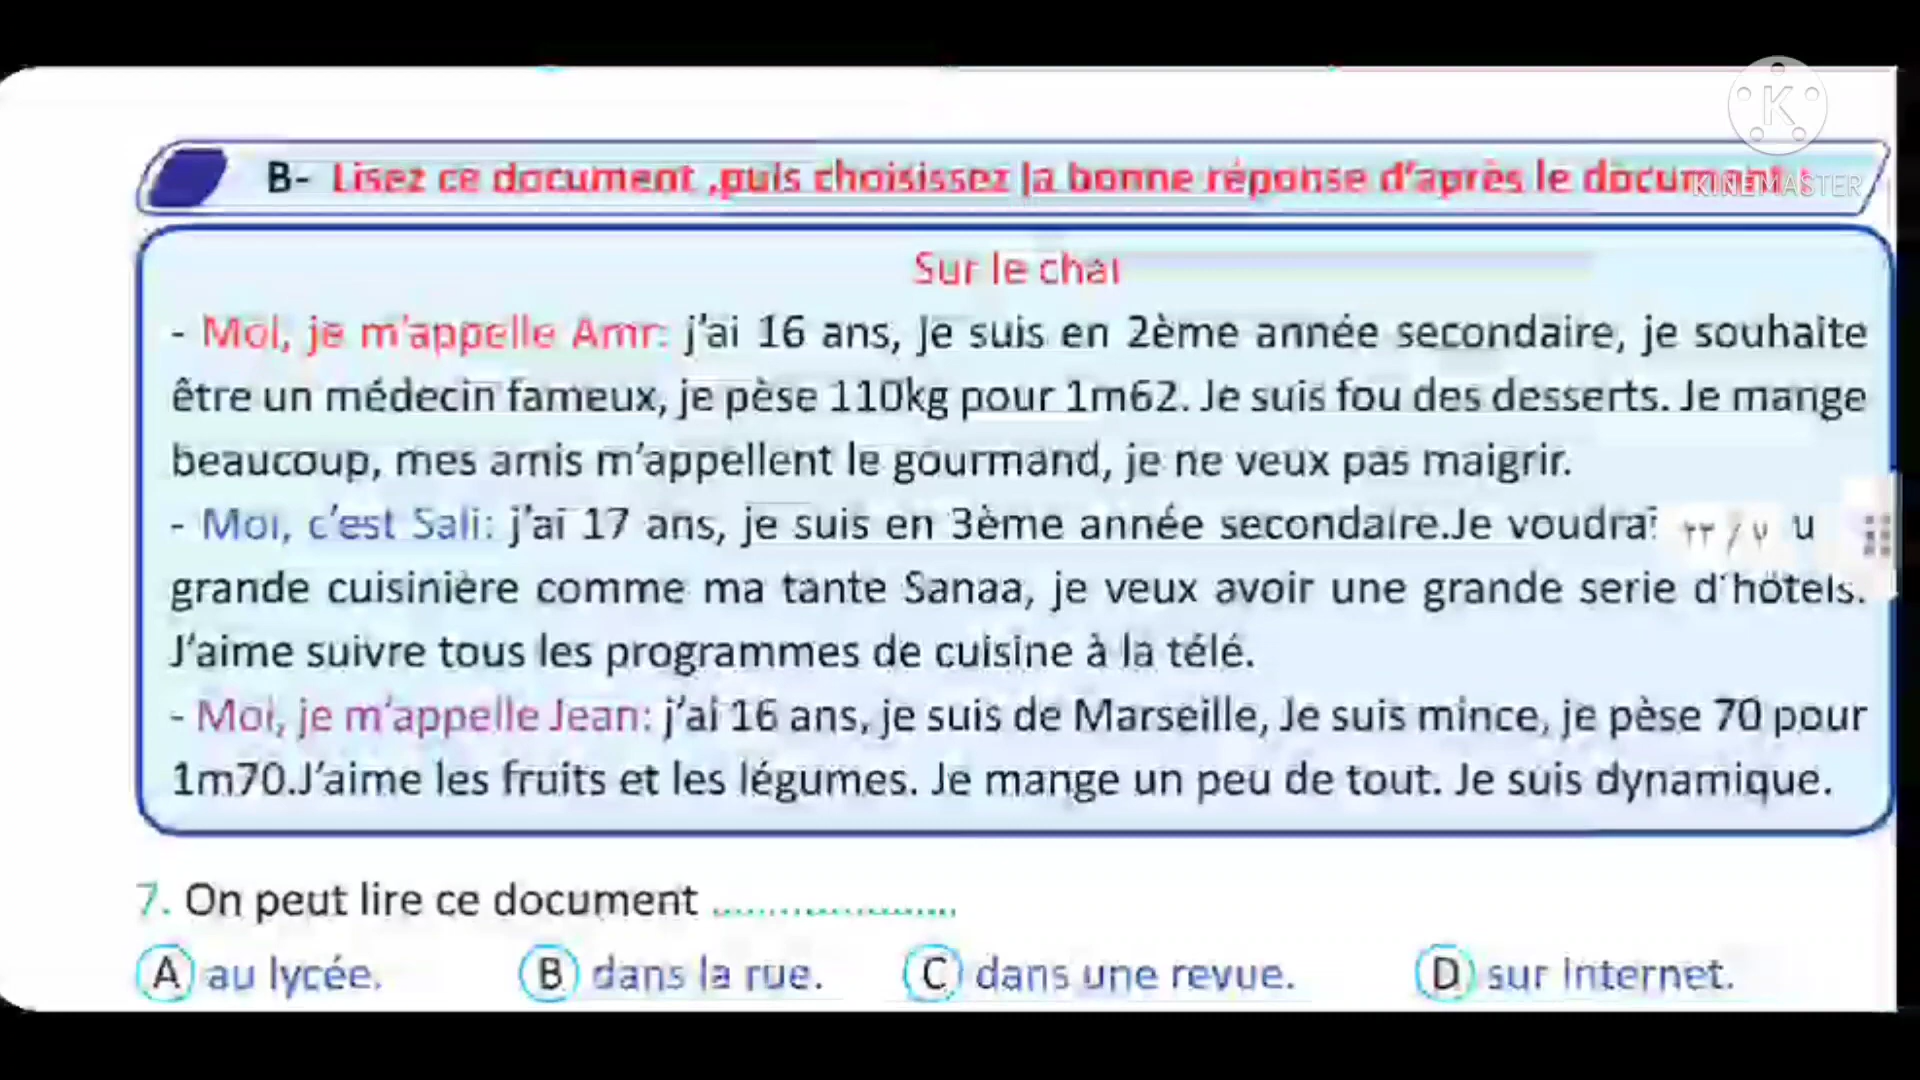 KINEMASTER
B- Lisez ce document ,puis choisissez la bonne réponse d'après le
Sur le chat
- Moi, je m'appelle Amr: j'ai 16 ans, Je suis en 2ème année secondaire, je souhaite
être un médecin fameux, je pèse 110kg pour 1m62. Je suis fou des desserts. Je mange
beaucoup, mes amis m'appellent le gourmand, je ne veux pas maigrir.
- Moi, c'est Sali: j'ai 17 ans, je suis en 3ème année secondaire.Je
٢٢ / ٧
grande cuisinière comme ma tante Sanaa, je veux avoir une grande serie d'hôtels.
J'aime suivre tous les programmes de cuisine à la télé.
- Moi, je m'appelle Jean: j'ai 16 ans, je suis de Marseille, Je suis mince, je pèse 70 pour
1m70.J'aime les fruits et les légumes. Je mange un peu de tout. Je suis dynamique.
7. On peut lire ce document ....................
A au lycée.
B dans la rue.
C dans une revue.
D sur Internet.